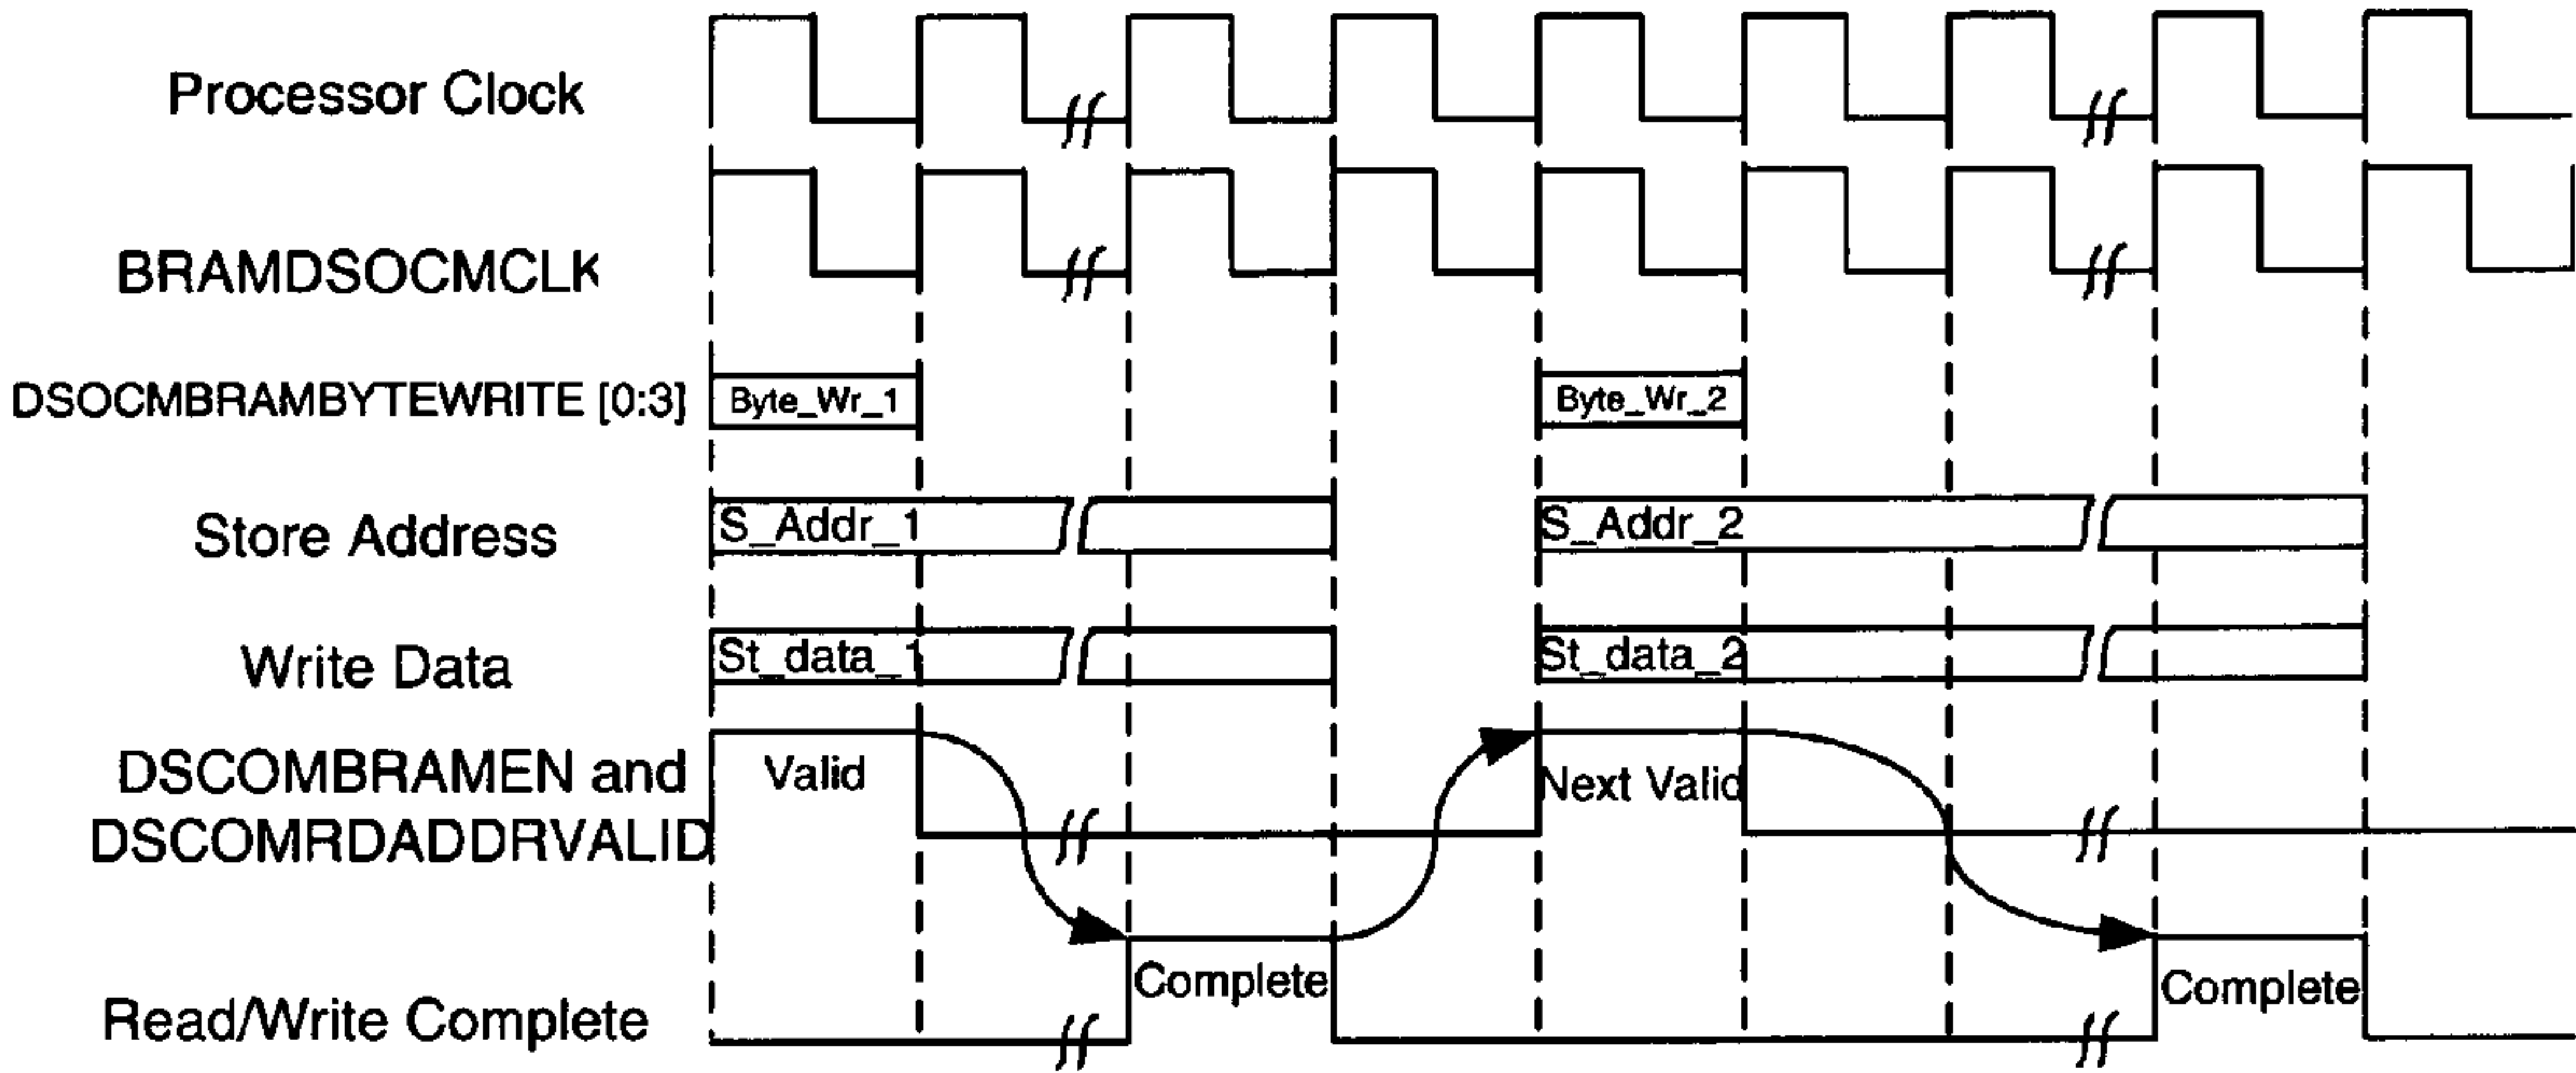 Processor Clock
BRAMDSOCMCLK
DSOCMBRAMBYTEWRITE [0:3]
Byte_Wr_1
Byte_Wr_2
Store Address
S_Addr_1
S_Addr_2
Write Data
St_data_1
St_data_2
DSCOMBRAMEN and
DSCOMRDADDRVALID
Valid
Next Valid
Read/Write Complete
Complete
Complete